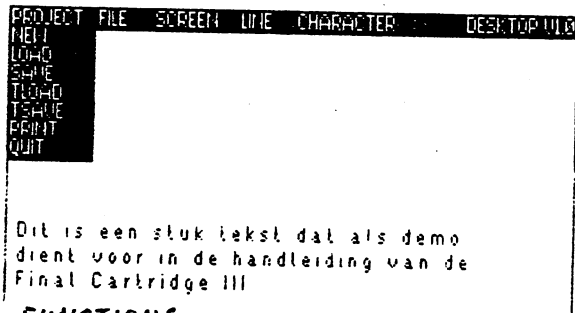 PROJECT FILE SCREEN LINE CHARACTER DESKTOP V1.0
NEW
LOAD
SAVE
TLOAD
TSAVE
PRINT
QUIT
Dit is een stuk tekst dat als demo
dient voor in de handleiding van de
Final Cartridge III
FUNCTIONS